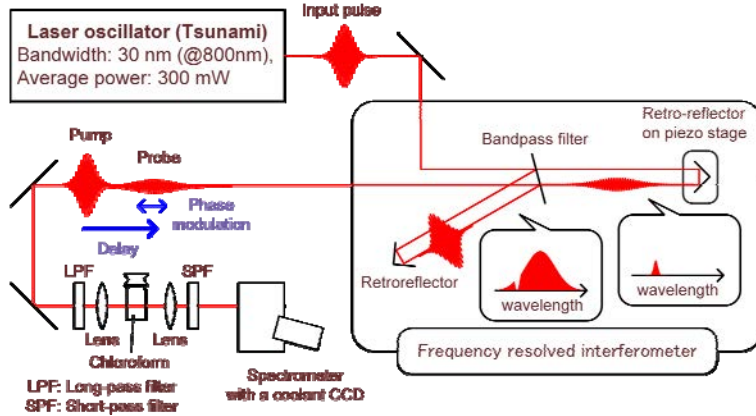 Input pulse
Laser oscillator (Tsunami)
Bandwidth: 30 nm (@800nm),
Average power: 300 mW
Retro-reflector
on piezo stage
Bandpass filter
Pump
Probe
Phase
modulation
Delay
Retroreflector
wavelength
wavelength
LPF
SPF
Lens
Lens
Chloroform
Frequency resolved interferometer
Spectrometer
with a coolant CCD
LPF: Long-pass filter
SPF: Short-pass filter